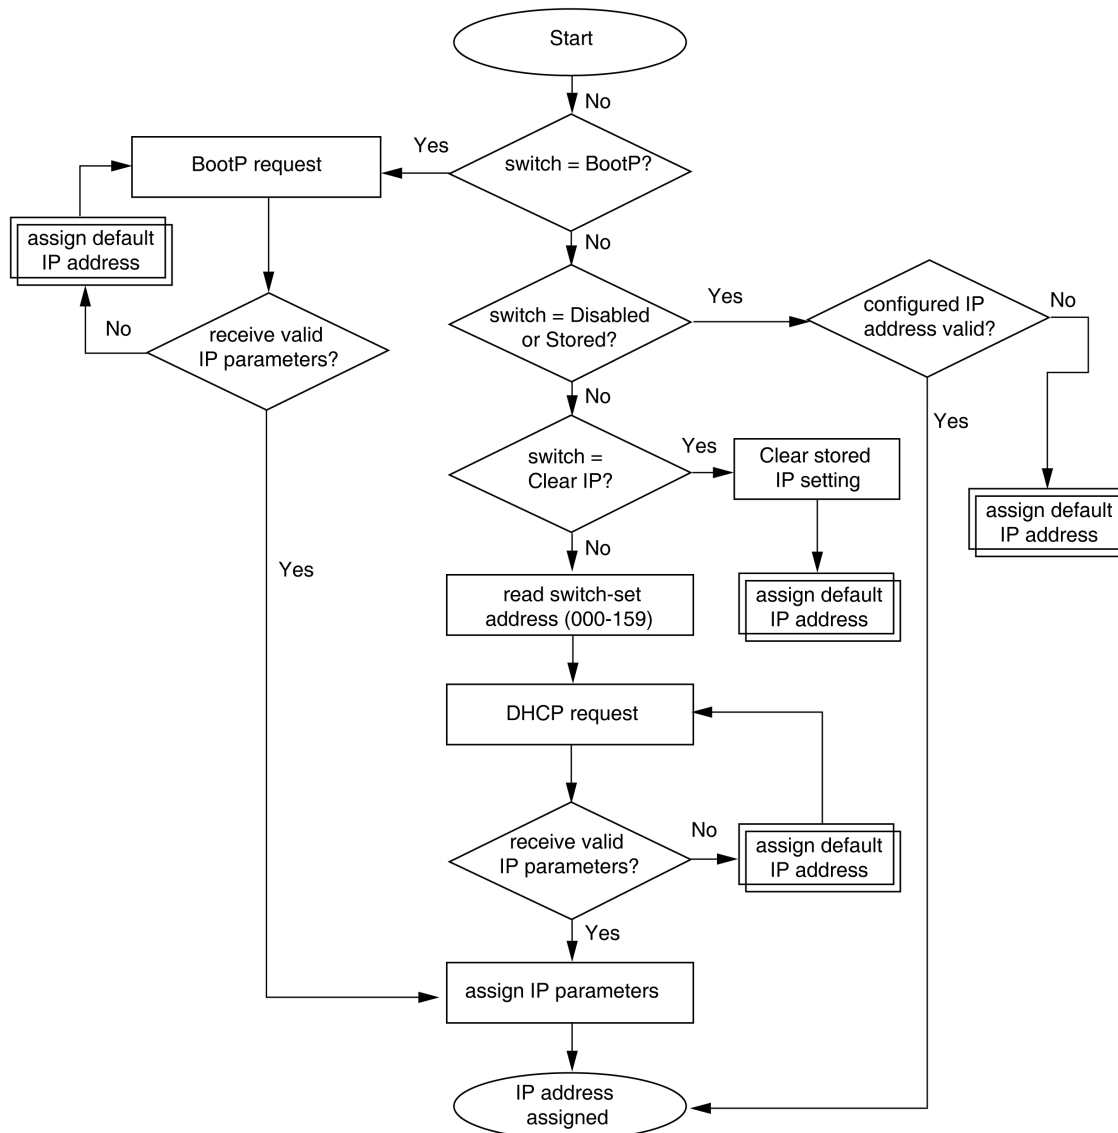 Start
No
Yes
BootP request
switch = BootP?
assign default
IP address
No
No
receive valid
IP parameters?
switch = Disabled
or Stored?
Yes
configured IP
address valid?
No
No
Yes
switch =
Clear IP?
Yes
Clear stored
IP setting
assign default
IP address
No
Yes
read switch-set
address (000-159)
assign default
IP address
DHCP request
receive valid
IP parameters?
No
assign default
IP address
Yes
assign IP parameters
IP address
assigned